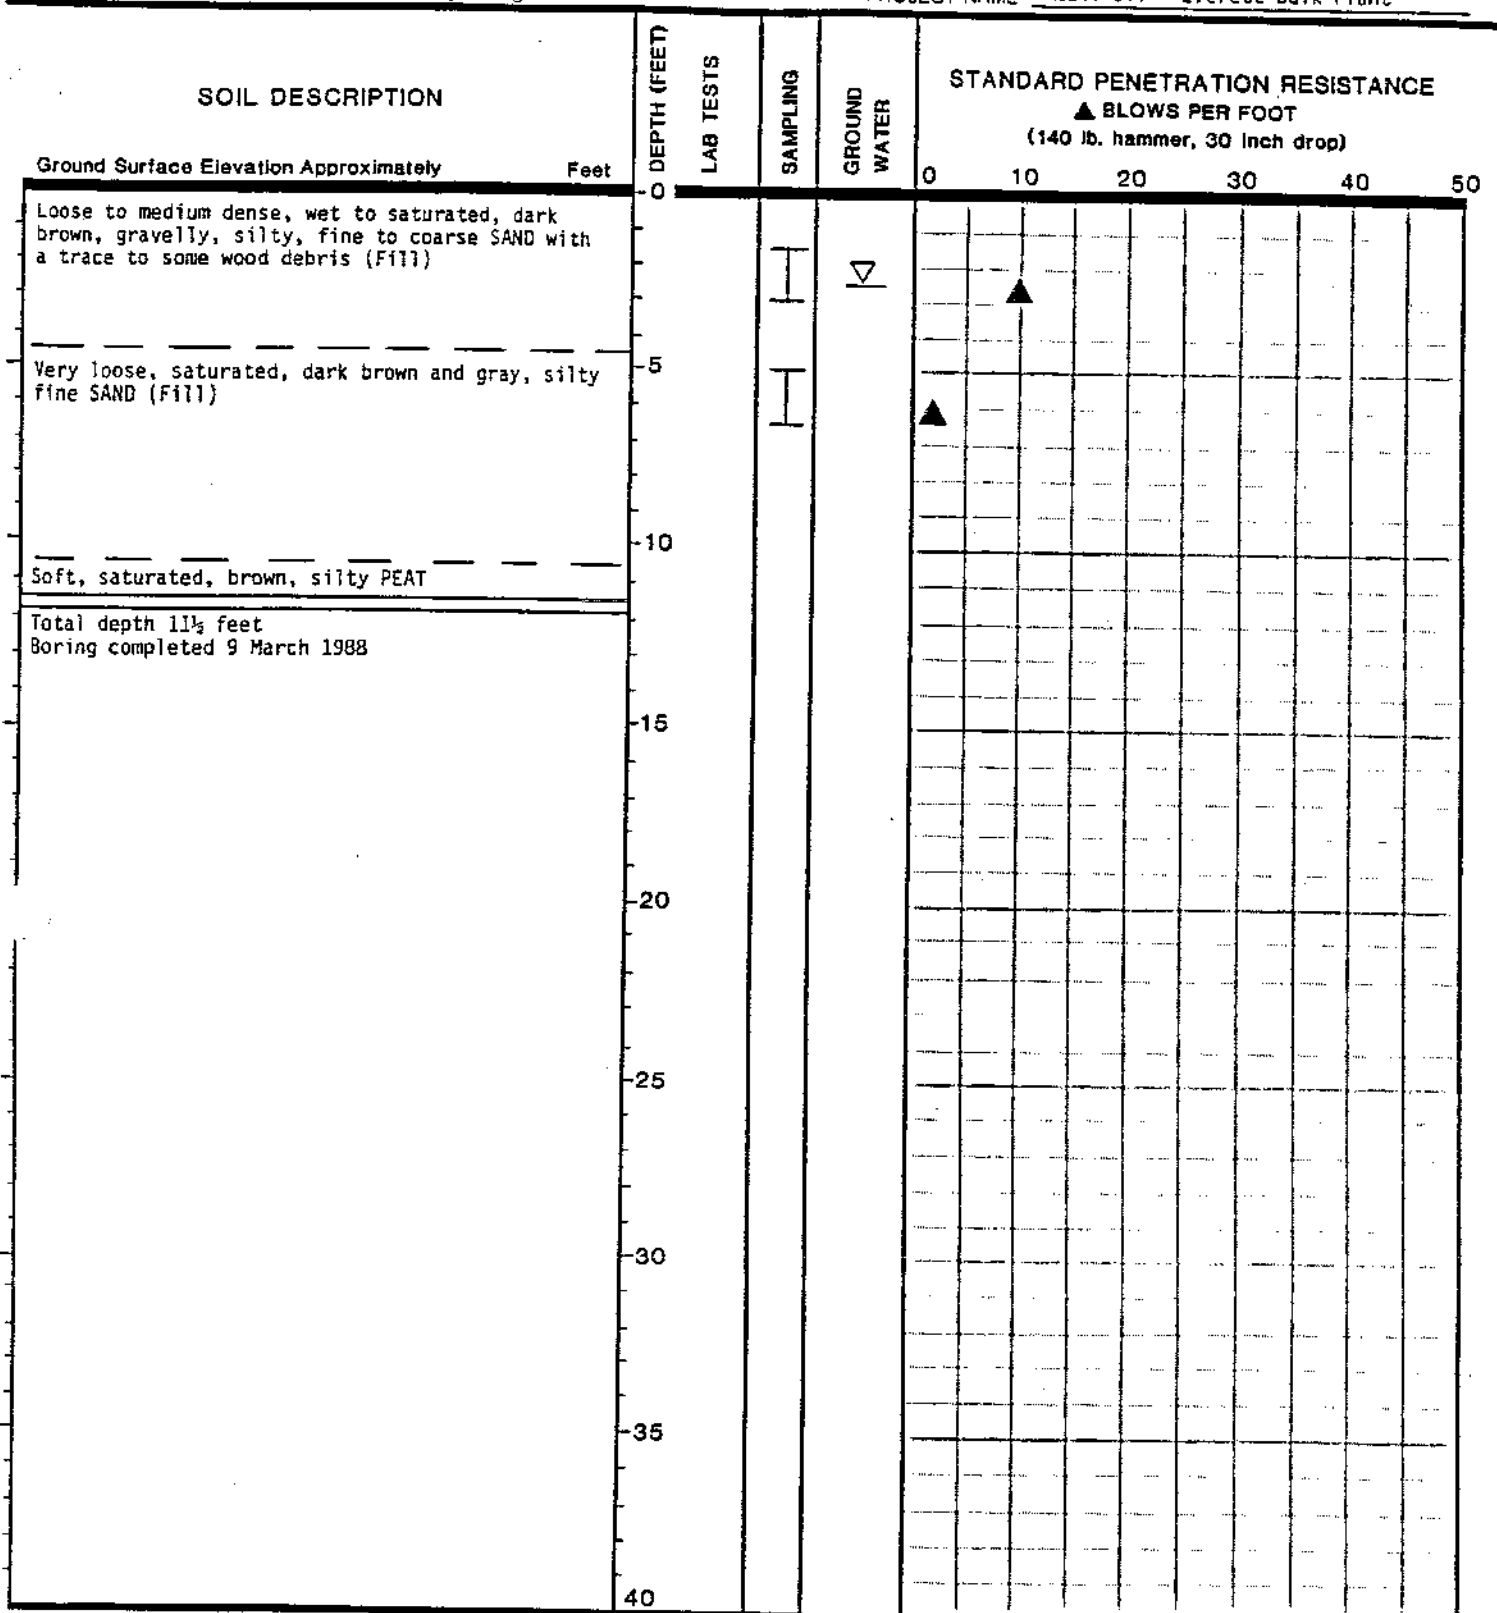 PROJECT NAME
SOIL DESCRIPTION
Ground Surface Elevation Approximately Feet
DEPTH (FEET)
LAB TESTS
SAMPLING
GROUND
WATER
STANDARD PENETRATION RESISTANCE
▲ BLOWS PER FOOT
(140 lb. hammer, 30 inch drop)
0 10 20 30 40 50
0
Loose to medium dense, wet to saturated, dark
brown, gravelly, silty, fine to coarse SAND with
a trace to some wood debris (Fill)
5
Very loose, saturated, dark brown and gray, silty
fine SAND (Fill)
10
Soft, saturated, brown, silty PEAT
Total depth 11½ feet
Boring completed 9 March 1988
15
20
25
30
35
40